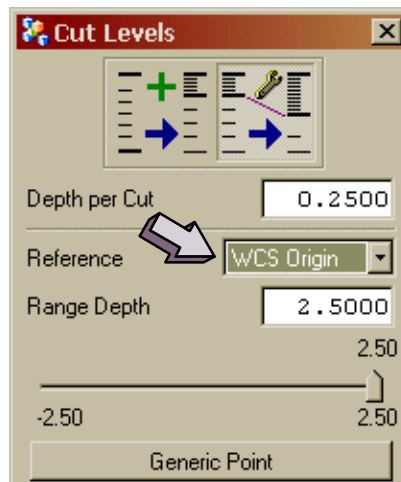 Cut Levels
Depth per Cut 0.2500
Reference WCS Origin
Range Depth 2.5000
2.50
-2.50 2.50
Generic Point